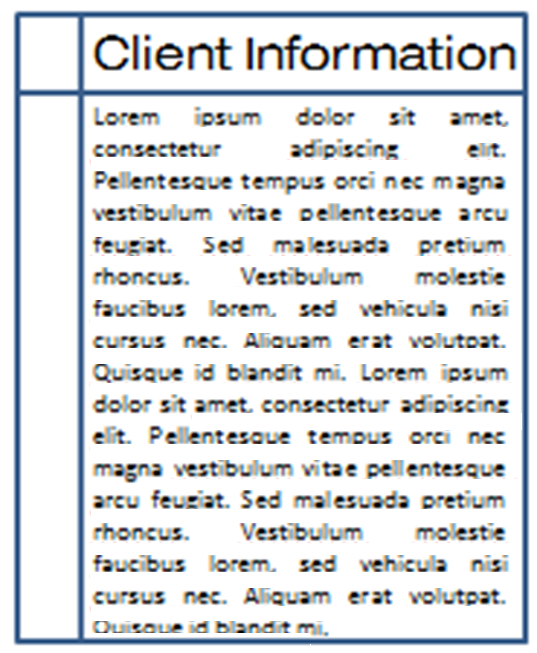 Client Information
Lorem ipsum dolor sit amet,
consectetur adipiscing elit.
Pellentesque tempus orci nec magna
vestibulum vitae pellentesque arcu
feugiat. Sed malesuada pretium
rhoncus. Vestibulum molestie
faucibus lorem, sed vehicula nisi
cursus nec. Aliquam erat volutpat.
Quisque id blandit mi. Lorem ipsum
dolor sit amet, consectetur adipiscing
elit. Pellentesque tempus orci nec
magna vestibulum vitae pellentesque
arcu feugiat. Sed malesuada pretium
rhoncus. Vestibulum molestie
faucibus lorem, sed vehicula nisi
cursus nec. Aliquam erat volutpat.
Quisque id blandit mi.